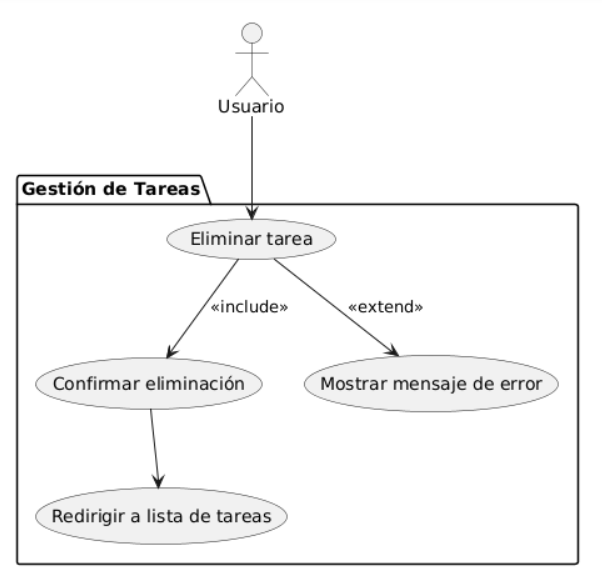 Usuario
Gestión de Tareas
Eliminar tarea
«include»
«extend»
Confirmar eliminación
Mostrar mensaje de error
Redirigir a lista de tareas